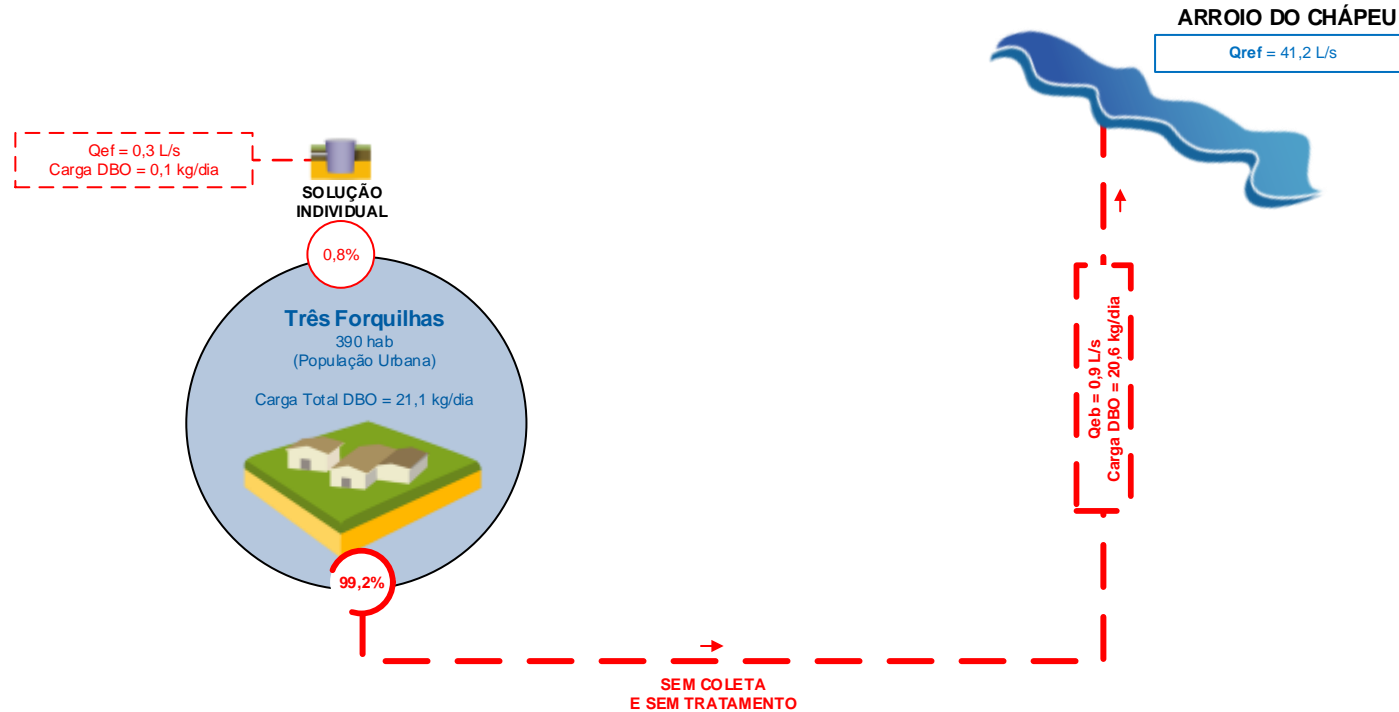 ARROIO DO CHÁPEU
Qref = 41,2 L/s
Qef = 0,3 L/s
Carga DBO = 0,1 kg/dia
SOLUÇÃO
INDIVIDUAL
0,8%
Três Forquilhas
390 hab
(População Urbana)
Carga Total DBO = 21,1 kg/dia
99,2%
Qeb = 0,9 L/s
Carga DBO = 20,6 kg/dia
SEM COLETA
E SEM TRATAMENTO